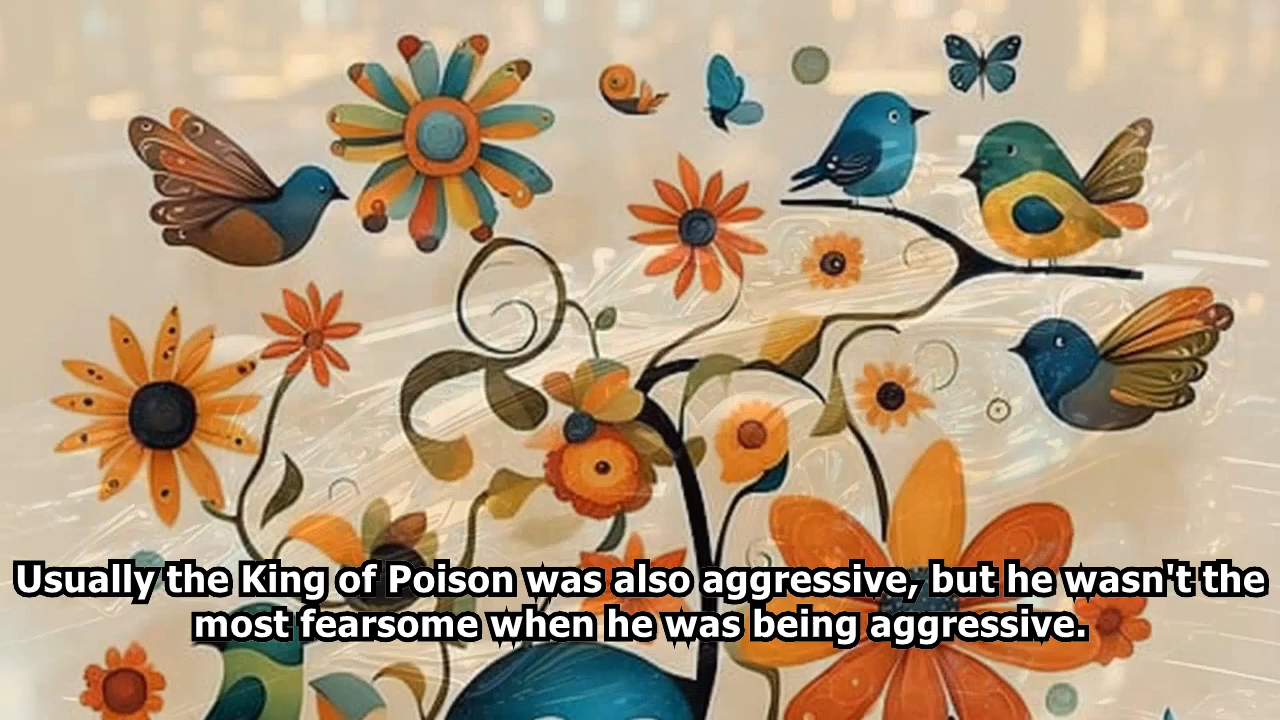 Usually the King of Poison was also aggressive, but he wasn't the
most fearsome when he was being aggressive.